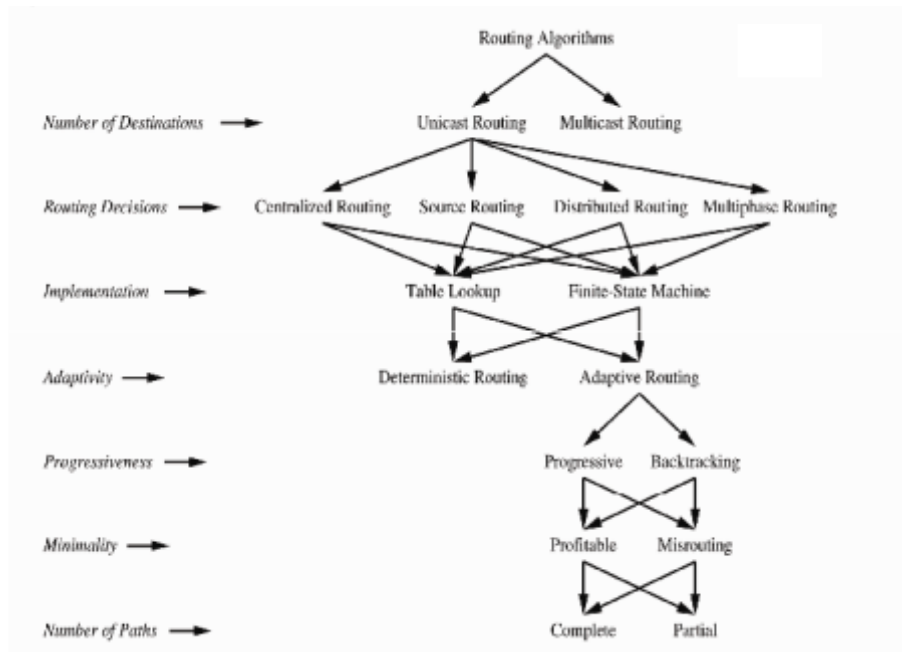 Routing Algorithms
Number of Destinations Unicast Routing Multicast Routing
Routing Decisions Centralized Routing Source Routing Distributed Routing Multiphase Routing
Implementation Table Lookup Finite-State Machine
Adaptivity Deterministic Routing Adaptive Routing
Progressiveness Progressive Backtracking
Minimality Profitable Misrouting
Number of Paths Complete Partial